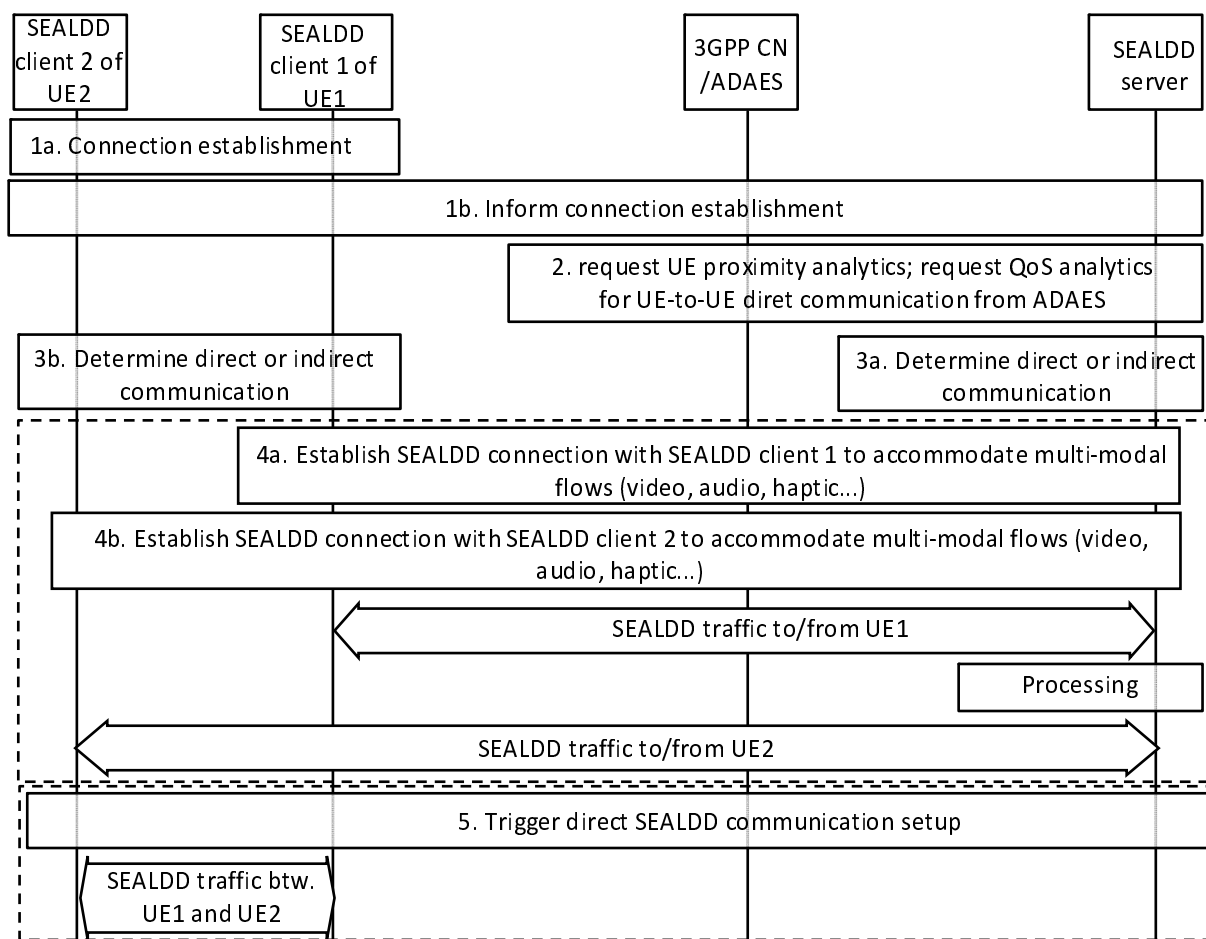 SEALDD
client 2 of
UE2
SEALDD
client 1 of
UE1
3GPP CN
/ADAES
SEALDD
server
1a. Connection establishment
1b. Inform connection establishment
2. request UE proximity analytics; request QoS analytics
for UE-to-UE diret communication from ADAES
3b. Determine direct or indirect
communication
3a. Determine direct or indirect
communication
4a. Establish SEALDD connection with SEALDD client 1 to accommodate multi-modal
flows (video, audio, haptic...)
4b. Establish SEALDD connection with SEALDD client 2 to accommodate multi-modal flows (video,
audio, haptic...)
SEALDD traffic to/from UE1
Processing
SEALDD traffic to/from UE2
5. Trigger direct SEALDD communication setup
SEALDD traffic btw.
UE1 and UE2